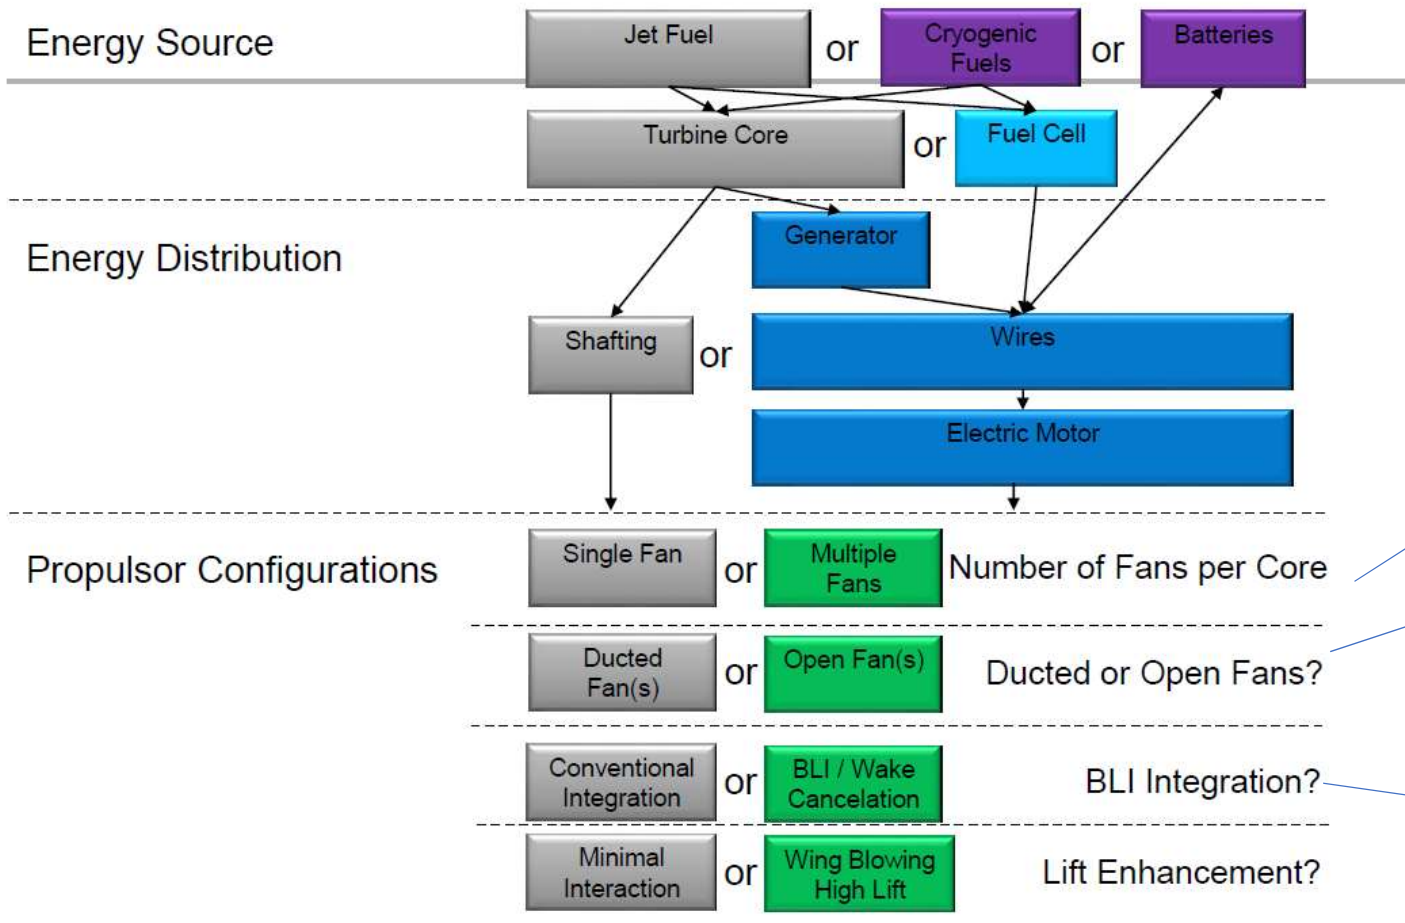 Energy Source
Jet Fuel
or
Cryogenic
Fuels
or
Batteries
Turbine Core
or
Fuel Cell
Energy Distribution
Generator
Shafting
or
Wires
Electric Motor
Propulsor Configurations
Single Fan
or
Multiple
Fans
Number of Fans per Core
Ducted
Fan(s)
or
Open Fan(s)
Ducted or Open Fans?
Conventional
Integration
or
BLI / Wake
Cancelation
BLI Integration?
Minimal
Interaction
or
Wing Blowing
High Lift
Lift Enhancement?